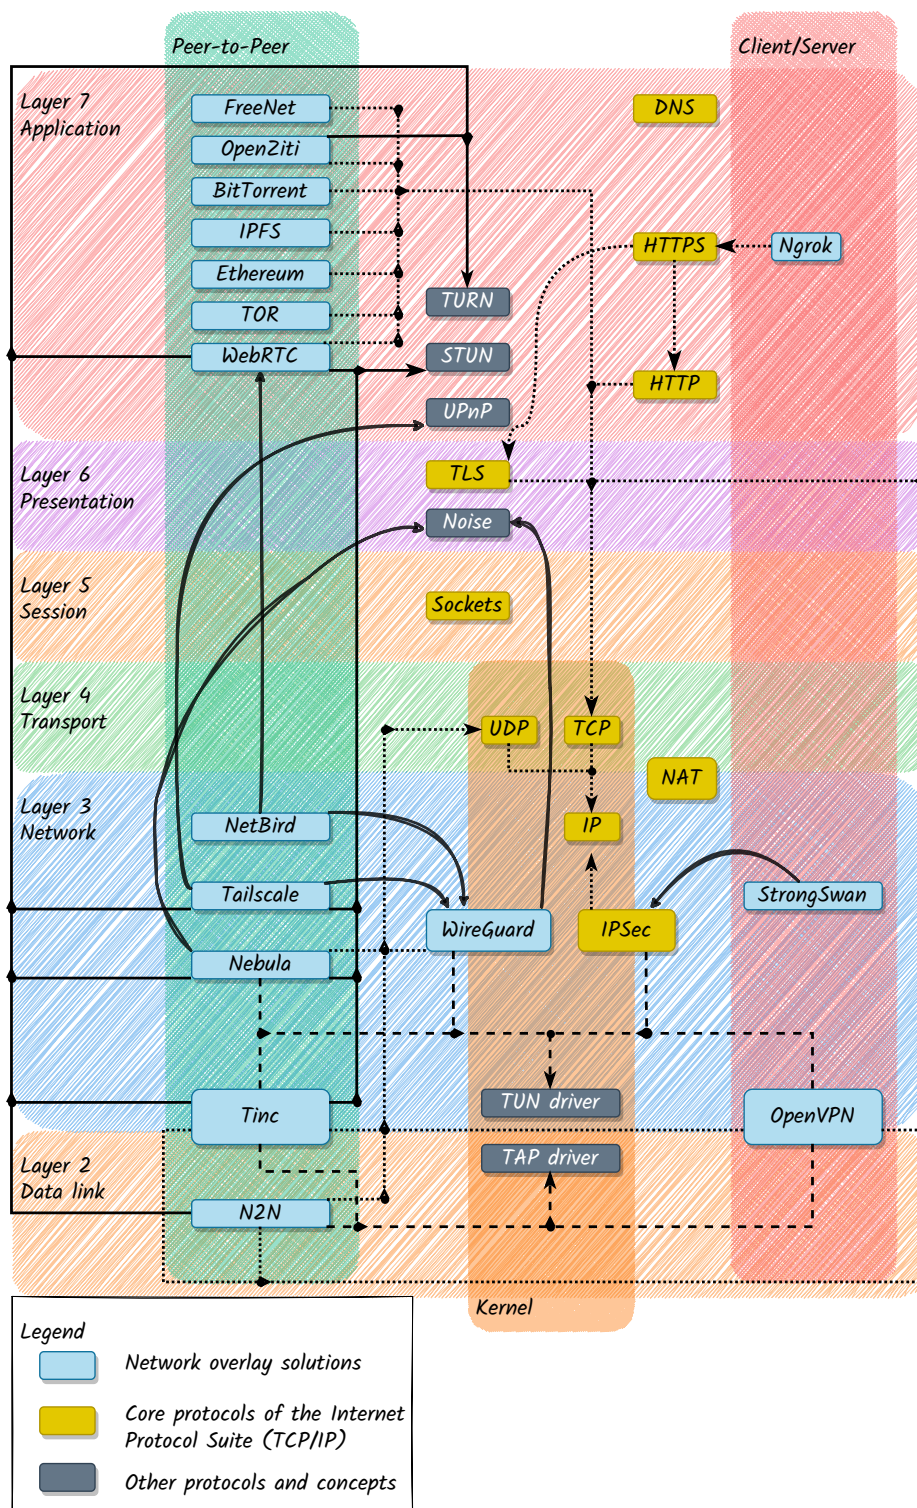 Peer-to-Peer
Client/Server
Layer 7
Application
FreeNet
DNS
OpenZiti
BitTorrent
IPFS
HTTPS
Ngrok
Ethereum
TURN
TOR
WebRTC
STUN
HTTP
UPnP
Layer 6
Presentation
TLS
Noise
Layer 5
Session
Sockets
Layer 4
Transport
UDP
TCP
NAT
Layer 3
Network
NetBird
IP
Tailscale
StrongSwan
WireGuard
IPSec
Nebula
Tinc
TUN driver
OpenVPN
Layer 2
Data link
TAP driver
N2N
Kernel
Legend
Network overlay solutions
Core protocols of the Internet
Protocol Suite (TCP/IP)
Other protocols and concepts